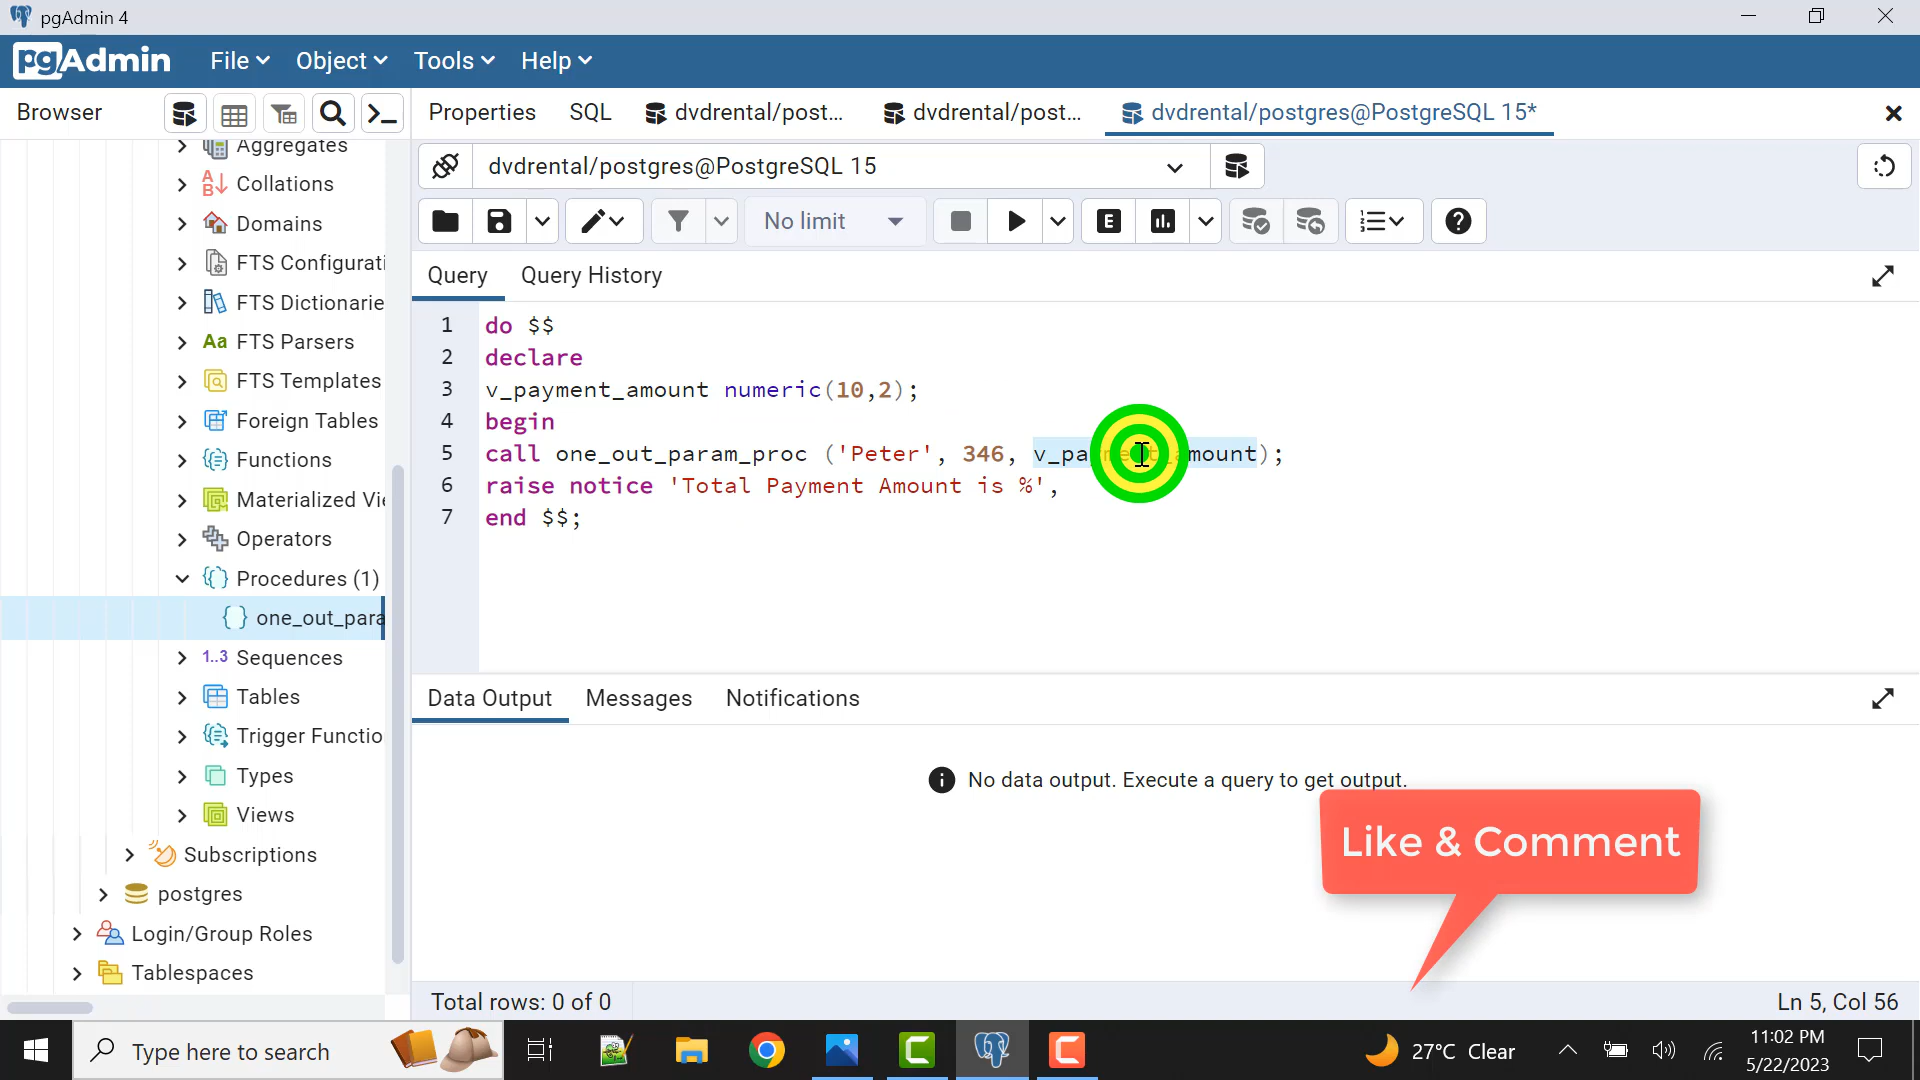 pgAdmin 4
pgAdmin File Object Tools Help
Browser Properties SQL dvdrental/post... dvdrental/post... dvdrental/postgres@PostgreSQL 15*
dvdrental/postgres@PostgreSQL 15
No limit
E
Query Query History
1 do $$
2 declare
3 v_payment_amount numeric(10,2);
4 begin
5 call one_out_param_proc ('Peter', 346, v_payment_amount);
6 raise notice 'Total Payment Amount is %',
7 end $$;
Aggregates
Collations
Domains
FTS Configurati
FTS Dictionarie
Aa FTS Parsers
FTS Templates
Foreign Tables
Functions
Materialized Vie
Operators
Procedures (1)
one_out_para
1..3 Sequences
Tables
Trigger Functio
Types
Views
Subscriptions
postgres
Login/Group Roles
Tablespaces
Data Output Messages Notifications
No data output. Execute a query to get output.
Like & Comment
Total rows: 0 of 0 Ln 5, Col 56
Type here to search
27°C Clear
11:02 PM
5/22/2023